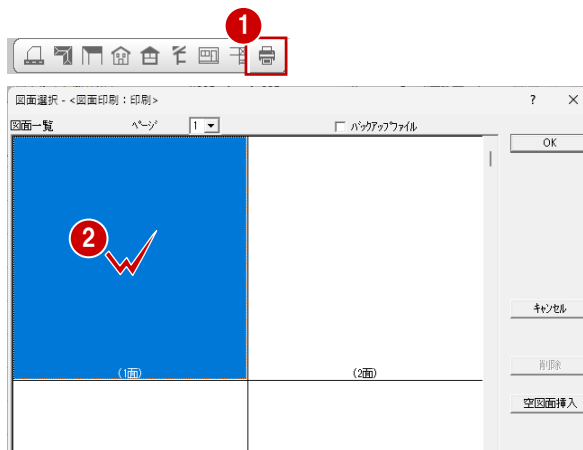 1
図面選択 - <図面印刷：印刷>
? ×
図面一覧 ページ 1 バックアップファイル
OK
2
キャンセル
(1面) (2面)
削除
空図面挿入